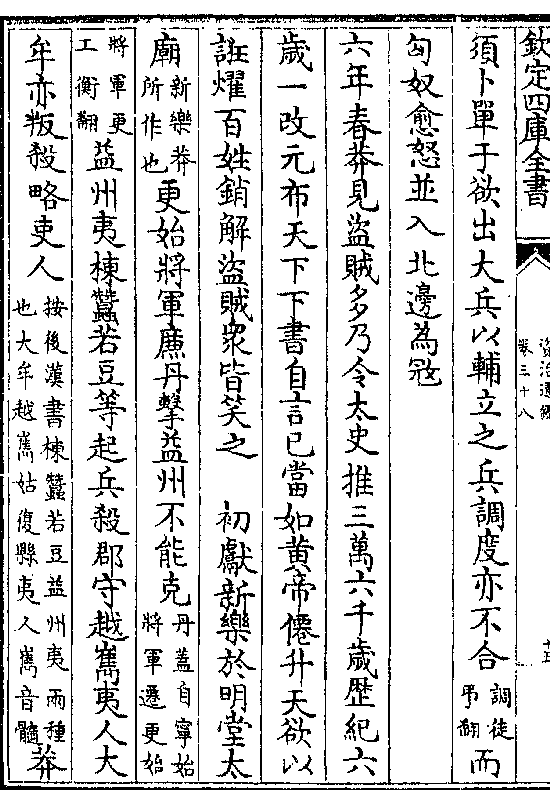 欽定四庫全書
資治通鑑
卷三十八
須卜單于欲出大兵以輔立之兵調度亦不合調徒弔翻而
匈奴愈怒並入北邊為㓂
六年春莽見盜賊多乃令太史推三萬六千歲歴紀六
歲一改元布天下下書自言已當如黄帝僊升天欲以
誑燿百姓銷解盜賊衆皆笑之　初獻新樂於明堂太
廟新樂莽所作也更始將軍㢘丹擊益州不能克丹蓋自寧始將軍遷更始
將軍更工衡翻益州夷棟蠶若豆等起兵殺郡守越巂夷人大
牟亦叛殺略吏人按後漢書棟蠶若豆益州夷兩種也大牟越巂姑復縣夷人巂音髓莽